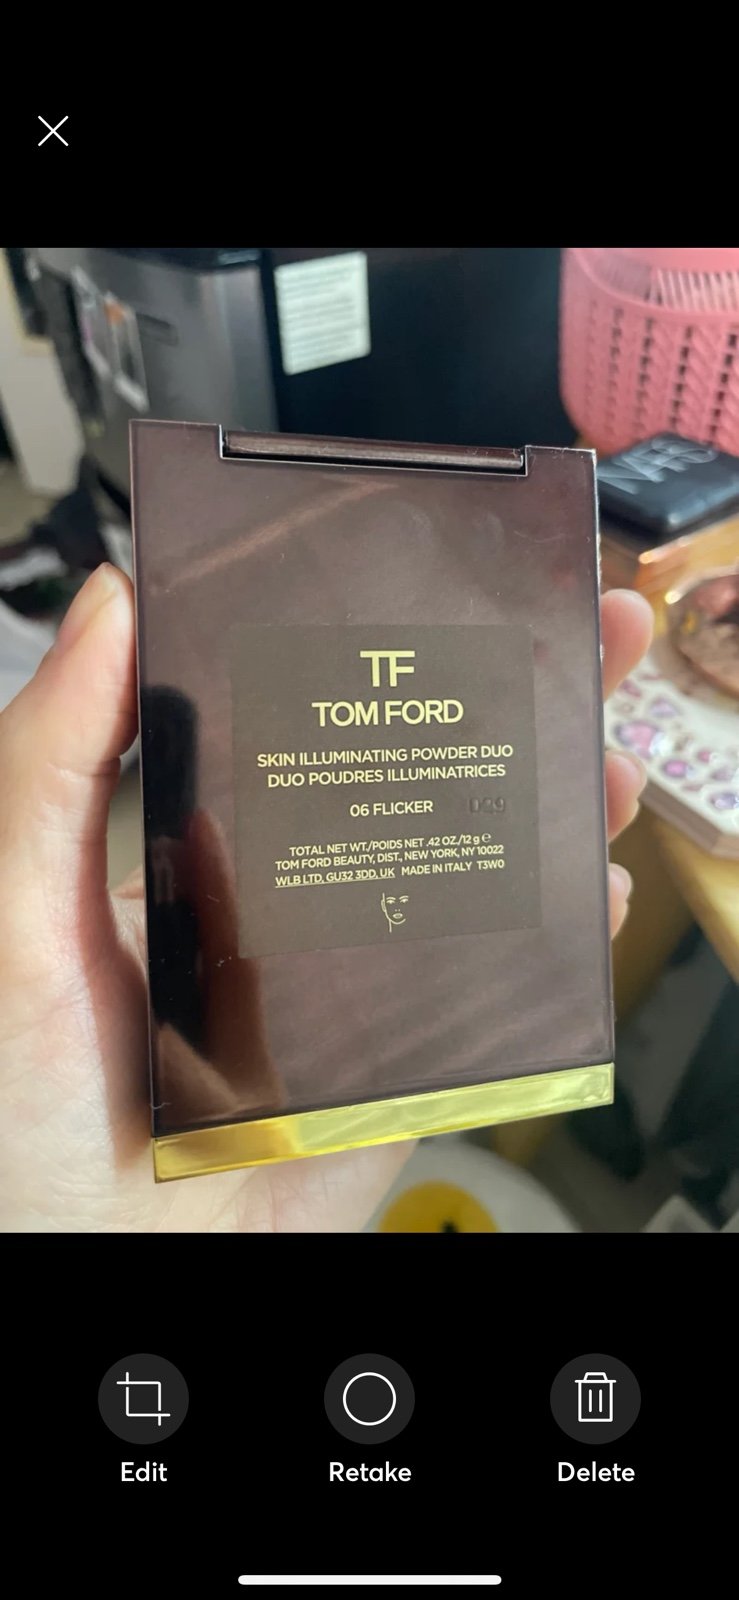 NARS
TF
TOM FORD
SKIN ILLUMINATING POWDER DUO
DUO POUDRES ILLUMINATRICES
06 FLICKER D29
TOTAL NET WT./POIDS NET .42 OZ./12 g ℮
TOM FORD BEAUTY, DIST., NEW YORK, NY 10022
WLB LTD, GU32 3DD, UK MADE IN ITALY T3W0
Edit
Retake
Delete